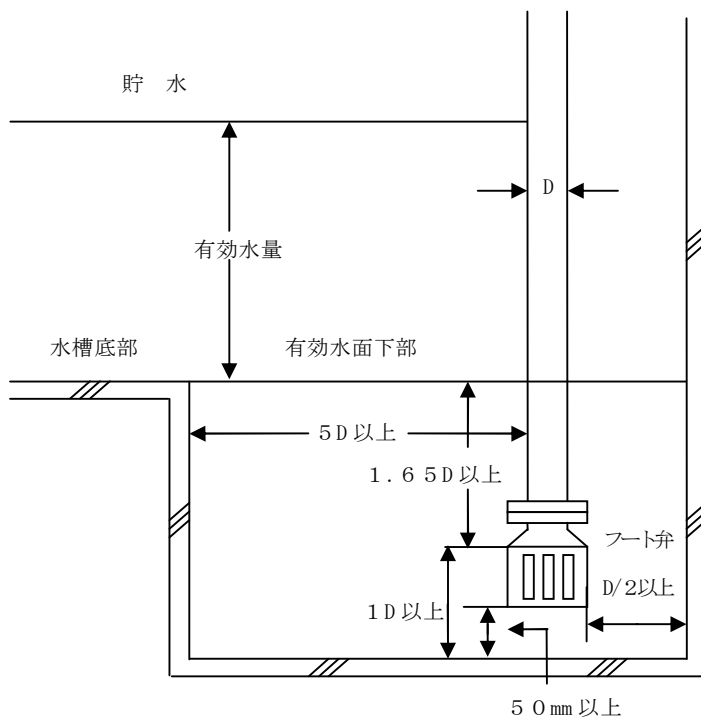 貯　水
D
有効水量
水槽底部
有効水面下部
５D以上
１.６５D以上
フート弁
D/2以上
１D以上
５０mm以上